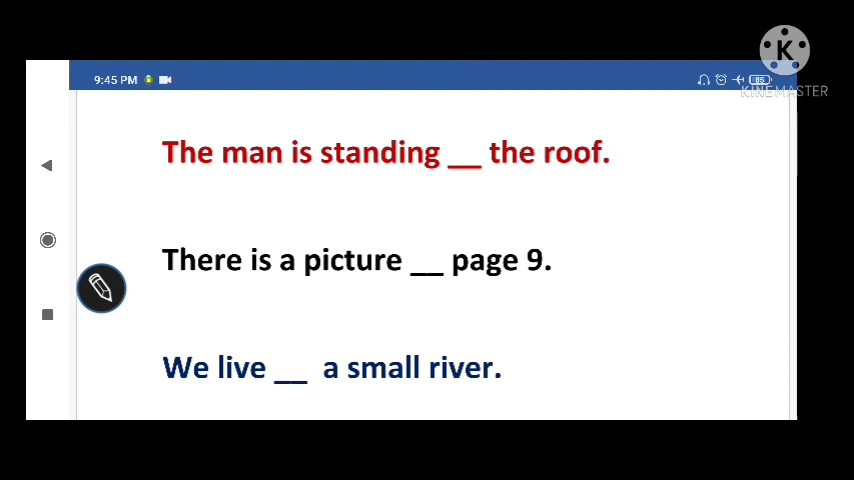 9:45 PM
85
K
KINEMASTER
The man is standing __ the roof.
There is a picture __ page 9.
We live __ a small river.